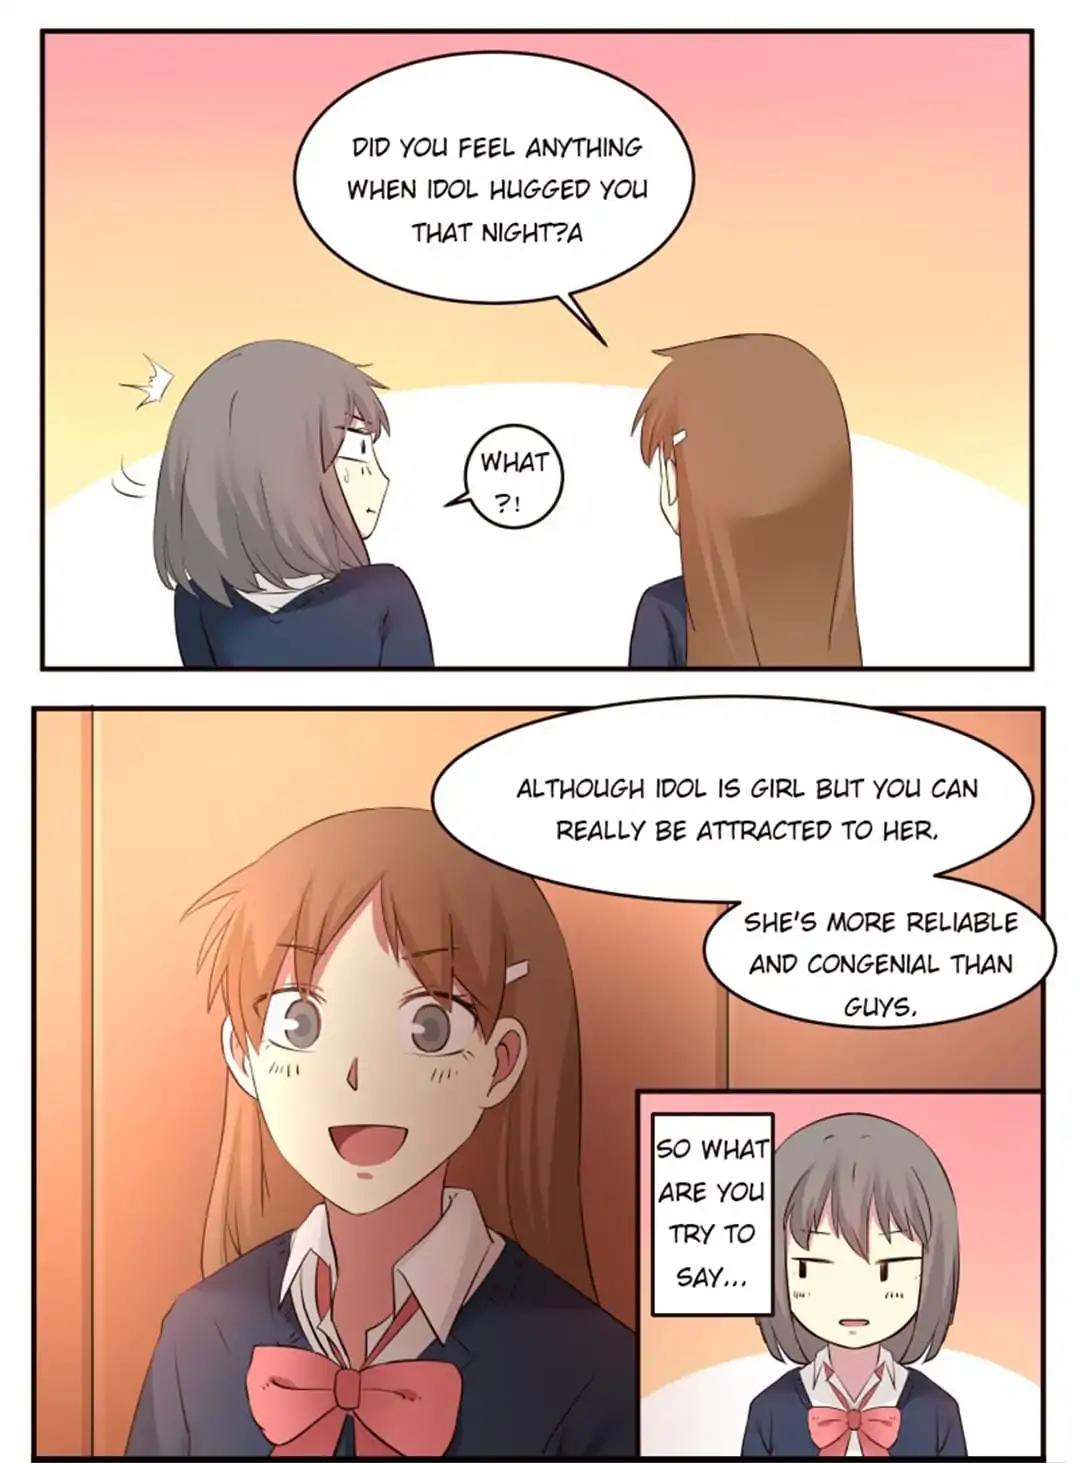 DID YOU FEEL ANYTHING
WHEN IDOL HUGGED YOU
THAT NIGHT?A
WHAT
?!
ALTHOUGH IDOL IS GIRL BUT YOU CAN
REALLY BE ATTRACTED TO HER.
SHE'S MORE RELIABLE
AND CONGENIAL THAN
GUYS.
SO WHAT
ARE YOU
TRY TO
SAY...